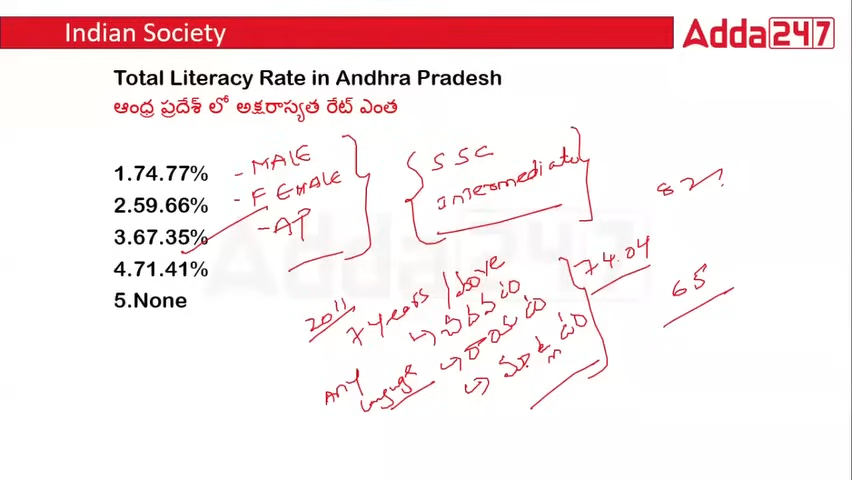 Indian Society
Adda247
Total Literacy Rate in Andhra Pradesh
ఆంధ్ర ప్రదేశ్ లో అక్షరాస్యత రేట్ ఎంత
1.74.77% - MALE
2.59.66% - FEMALE
3.67.35% - AP
4.71.41%
5.None
SSC
Intermediate
82
74.04
65
2011
7 years / above
Any
language
Adda247